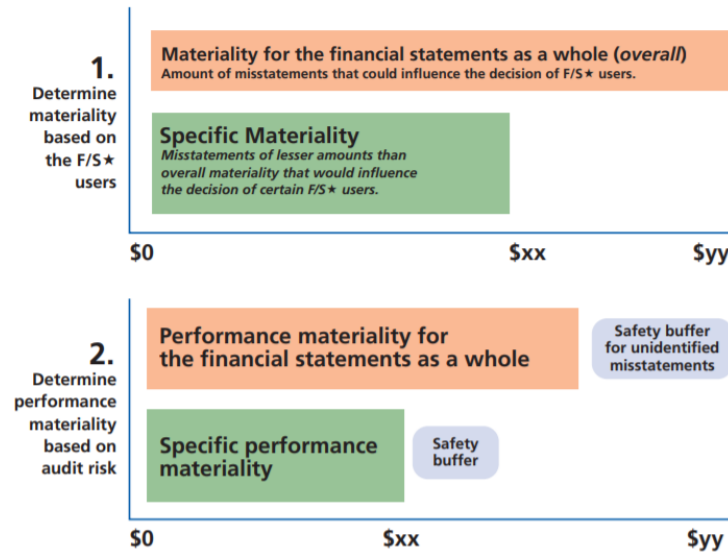 1.
Determine
materiality
based on
the F/S★
users
Materiality for the financial statements as a whole (overall)
Amount of misstatements that could influence the decision of F/S★ users.
Specific Materiality
Misstatements of lesser amounts than
overall materiality that would influence
the decision of certain F/S★ users.
$0 $xx $yy
2.
Determine
performance
materiality
based on
audit risk
Performance materiality for
the financial statements as a whole
Safety buffer
for unidentified
misstatements
Specific performance
materiality
Safety
buffer
$0 $xx $yy